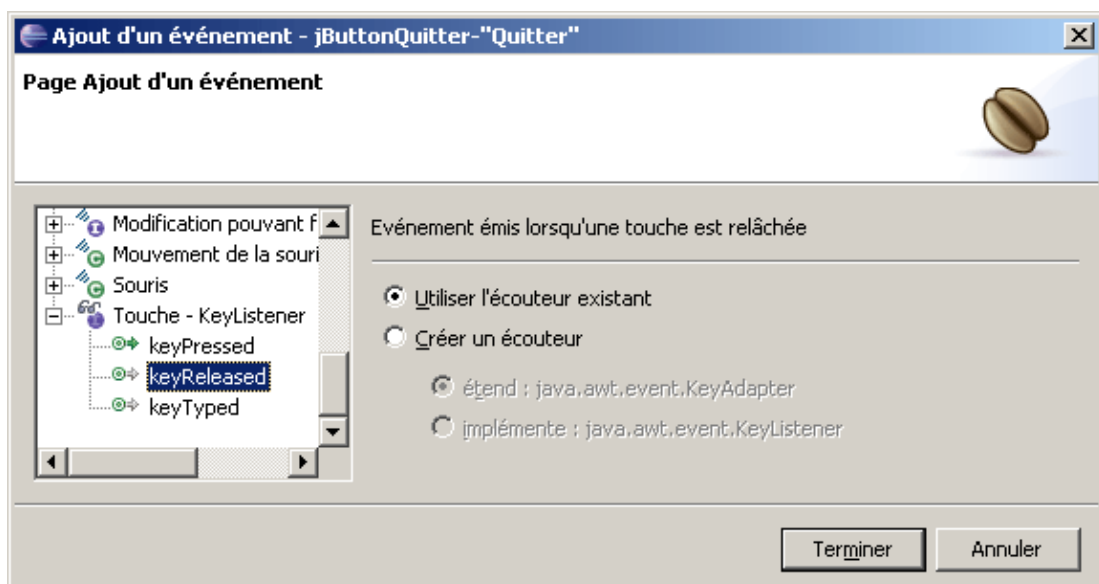 Ajout d'un événement - jButtonQuitter-"Quitter"
Page Ajout d'un événement
Modification pouvant f
Mouvement de la souri
Souris
Touche - KeyListener
keyPressed
keyReleased
keyTyped
Evénement émis lorsqu'une touche est relâchée
Utiliser l'écouteur existant
Créer un écouteur
étend : java.awt.event.KeyAdapter
implémente : java.awt.event.KeyListener
Terminer
Annuler